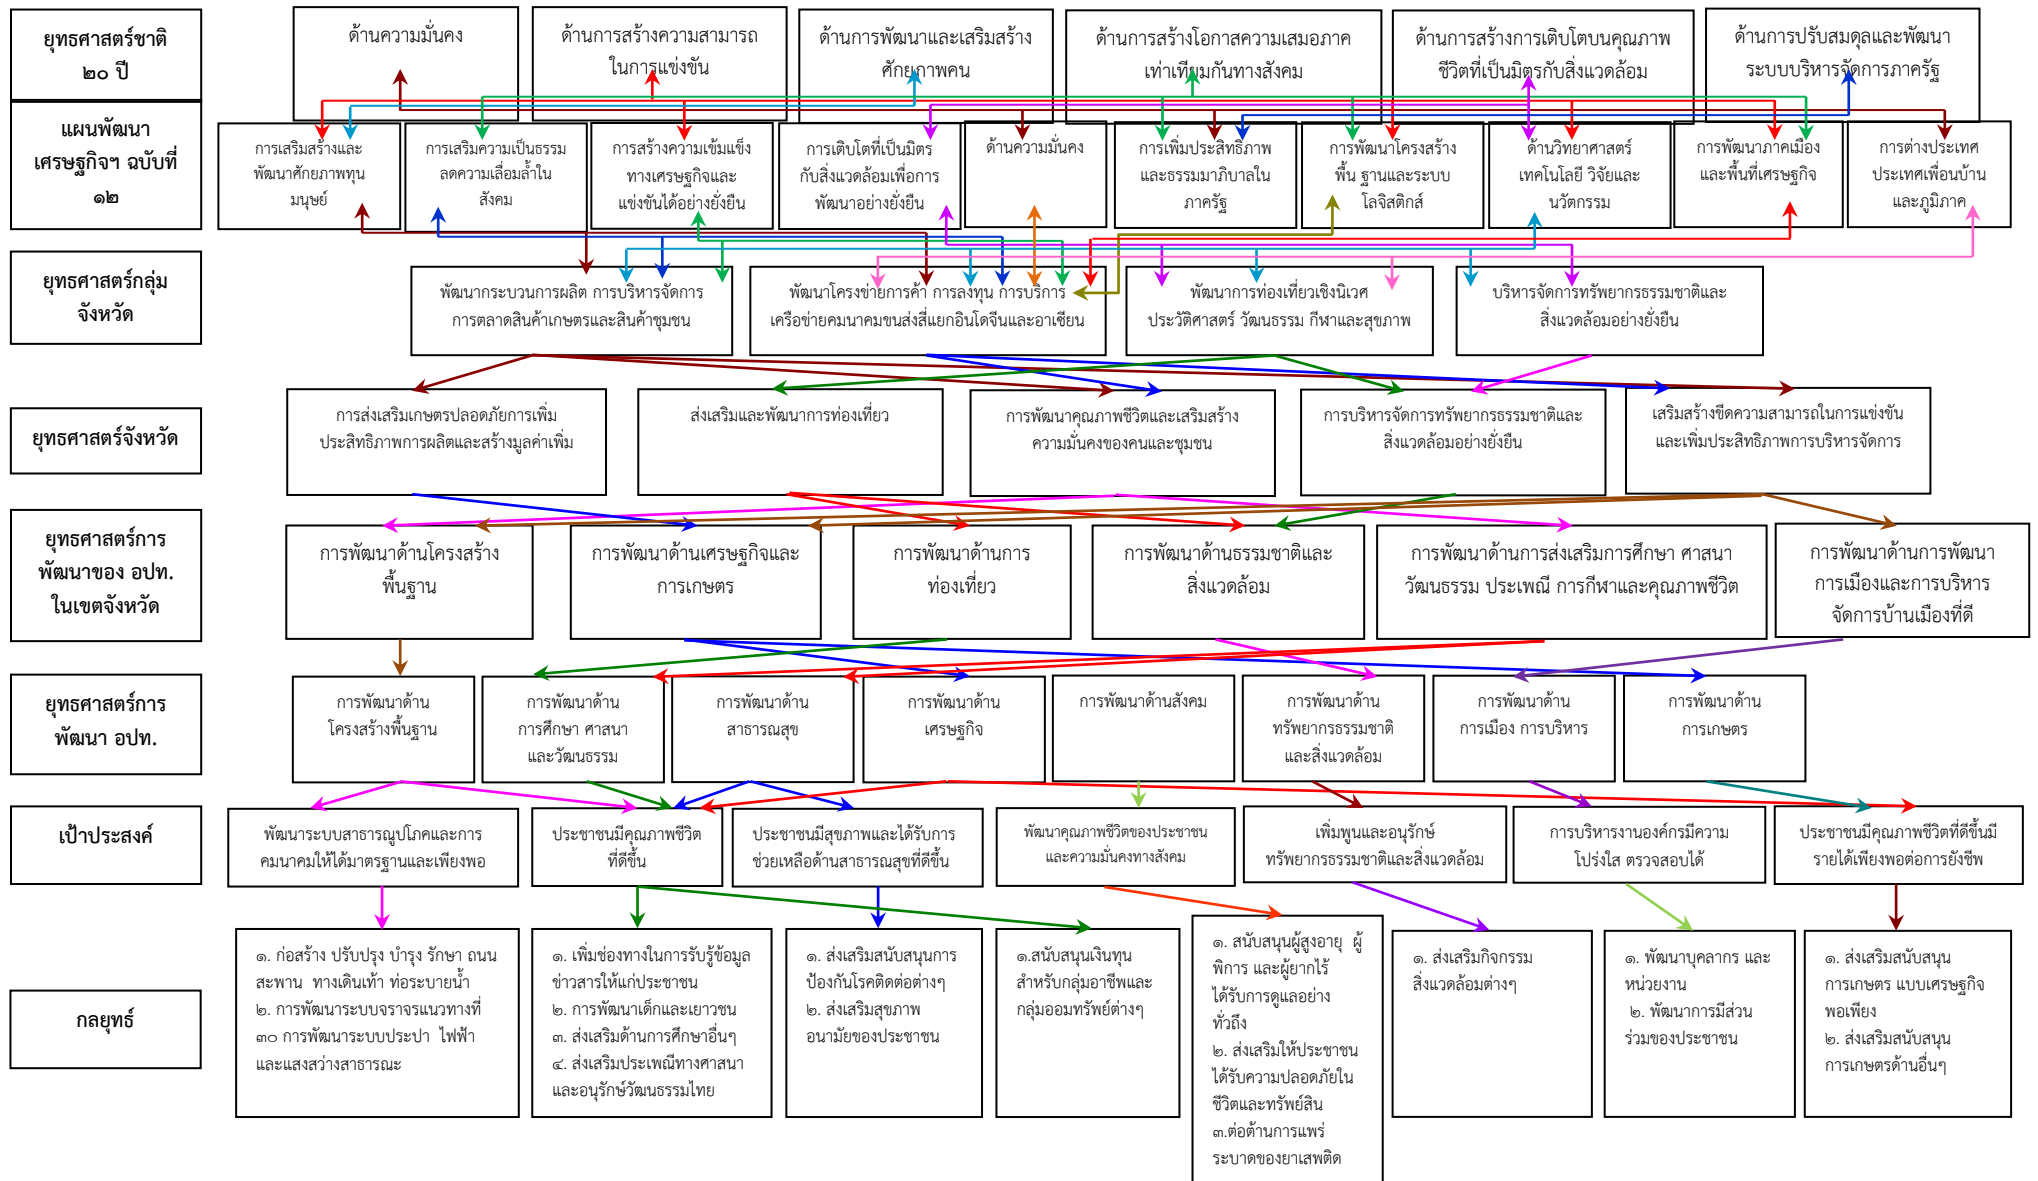 ยุทธศาสตร์ชาติ
๒๐ ปี
ด้านความมั่นคง
ด้านการสร้างความสามารถ
ในการแข่งขัน
ด้านการพัฒนาและเสริมสร้าง
ศักยภาพคน
ด้านการสร้างโอกาสความเสมอภาค
เท่าเทียมกันทางสังคม
ด้านการสร้างการเติบโตบนคุณภาพ
ชีวิตที่เป็นมิตรกับสิ่งแวดล้อม
ด้านการปรับสมดุลและพัฒนา
ระบบบริหารจัดการภาครัฐ
แผนพัฒนา
เศรษฐกิจฯ ฉบับที่
๑๒
การเสริมสร้างและ
พัฒนาศักยภาพทุน
มนุษย์
การเสริมความเป็นธรรม
ลดความเลื่อมล้ำใน
สังคม
การสร้างความเข้มแข็ง
ทางเศรษฐกิจและ
แข่งขันได้อย่างยั่งยืน
การเติบโตที่เป็นมิตร
กับสิ่งแวดล้อมเพื่อการ
พัฒนาอย่างยั่งยืน
ด้านความมั่นคง
การเพิ่มประสิทธิภาพ
และธรรมมาภิบาลใน
ภาครัฐ
การพัฒนาโครงสร้าง
พื้น ฐานและระบบ
โลจิสติกส์
ด้านวิทยาศาสตร์
เทคโนโลยี วิจัยและ
นวัตกรรม
การพัฒนาภาคเมือง
และพื้นที่เศรษฐกิจ
การต่างประเทศ
ประเทศเพื่อนบ้าน
และภูมิภาค
ยุทธศาสตร์กลุ่ม
จังหวัด
พัฒนากระบวนการผลิต การบริหารจัดการ
การตลาดสินค้าเกษตรและสินค้าชุมชน
พัฒนาโครงข่ายการค้า การลงทุน การบริการ
เครือข่ายคมนาคมขนส่งสี่แยกอินโดจีนและอาเซียน
พัฒนาการท่องเที่ยวเชิงนิเวศ
ประวัติศาสตร์ วัฒนธรรม กีฬาและสุขภาพ
บริหารจัดการทรัพยากรธรรมชาติและ
สิ่งแวดล้อมอย่างยั่งยืน
ยุทธศาสตร์จังหวัด
การส่งเสริมเกษตรปลอดภัยการเพิ่ม
ประสิทธิภาพการผลิตและสร้างมูลค่าเพิ่ม
ส่งเสริมและพัฒนาการท่องเที่ยว
การพัฒนาคุณภาพชีวิตและเสริมสร้าง
ความมั่นคงของคนและชุมชน
การบริหารจัดการทรัพยากรธรรมชาติและ
สิ่งแวดล้อมอย่างยั่งยืน
เสริมสร้างขีดความสามารถในการแข่งขัน
และเพิ่มประสิทธิภาพการบริหารจัดการ
ยุทธศาสตร์การ
พัฒนาของ อปท.
ในเขตจังหวัด
การพัฒนาด้านโครงสร้าง
พื้นฐาน
การพัฒนาด้านเศรษฐกิจและ
การเกษตร
การพัฒนาด้านการ
ท่องเที่ยว
การพัฒนาด้านธรรมชาติและ
สิ่งแวดล้อม
การพัฒนาด้านการส่งเสริมการศึกษา ศาสนา
วัฒนธรรม ประเพณี การกีฬาและคุณภาพชีวิต
การพัฒนาด้านการพัฒนา
การเมืองและการบริหาร
จัดการบ้านเมืองที่ดี
ยุทธศาสตร์การ
พัฒนา อปท.
การพัฒนาด้าน
โครงสร้างพื้นฐาน
การพัฒนาด้าน
การศึกษา ศาสนา
และวัฒนธรรม
การพัฒนาด้าน
สาธารณสุข
การพัฒนาด้าน
เศรษฐกิจ
การพัฒนาด้านสังคม
การพัฒนาด้าน
ทรัพยากรธรรมชาติ
และสิ่งแวดล้อม
การพัฒนาด้าน
การเมือง การบริหาร
การพัฒนาด้าน
การเกษตร
เป้าประสงค์
พัฒนาระบบสาธารณูปโภคและการ
คมนาคมให้ได้มาตรฐานและเพียงพอ
ประชาชนมีคุณภาพชีวิต
ที่ดีขึ้น
ประชาชนมีสุขภาพและได้รับการ
ช่วยเหลือด้านสาธารณสุขที่ดีขึ้น
พัฒนาคุณภาพชีวิตของประชาชน
และความมั่นคงทางสังคม
เพิ่มพูนและอนุรักษ์
ทรัพยากรธรรมชาติและสิ่งแวดล้อม
การบริหารงานองค์กรมีความ
โปร่งใส ตรวจสอบได้
ประชาชนมีคุณภาพชีวิตที่ดีขึ้นมี
รายได้เพียงพอต่อการยังชีพ
กลยุทธ์
๑. ก่อสร้าง ปรับปรุง บำรุง รักษา ถนน
สะพาน ทางเดินเท้า ท่อระบายน้ำ
๒. การพัฒนาระบบจราจรแนวทางที่
๓๐ การพัฒนาระบบประปา ไฟฟ้า
และแสงสว่างสาธารณะ
๑. เพิ่มช่องทางในการรับรู้ข้อมูล
ข่าวสารให้แก่ประชาชน
๒. การพัฒนาเด็กและเยาวชน
๓. ส่งเสริมด้านการศึกษาอื่นๆ
๔. ส่งเสริมประเพณีทางศาสนา
และอนุรักษ์วัฒนธรรมไทย
๑. ส่งเสริมสนับสนุนการ
ป้องกันโรคติดต่อต่างๆ
๒. ส่งเสริมสุขภาพ
อนามัยของประชาชน
๑.สนับสนุนเงินทุน
สำหรับกลุ่มอาชีพและ
กลุ่มออมทรัพย์ต่างๆ
๑. สนับสนุนผู้สูงอายุ ผู้
พิการ และผู้ยากไร้
ได้รับการดูแลอย่าง
ทั่วถึง
๒. ส่งเสริมให้ประชาชน
ได้รับความปลอดภัยใน
ชีวิตและทรัพย์สิน
๓.ต่อต้านการแพร่
ระบาดของยาเสพติด
๑. ส่งเสริมกิจกรรม
สิ่งแวดล้อมต่างๆ
๑. พัฒนาบุคลากร และ
หน่วยงาน
๒. พัฒนาการมีส่วน
ร่วมของประชาชน
๑. ส่งเสริมสนับสนุน
การเกษตร แบบเศรษฐกิจ
พอเพียง
๒. ส่งเสริมสนับสนุน
การเกษตรด้านอื่นๆ